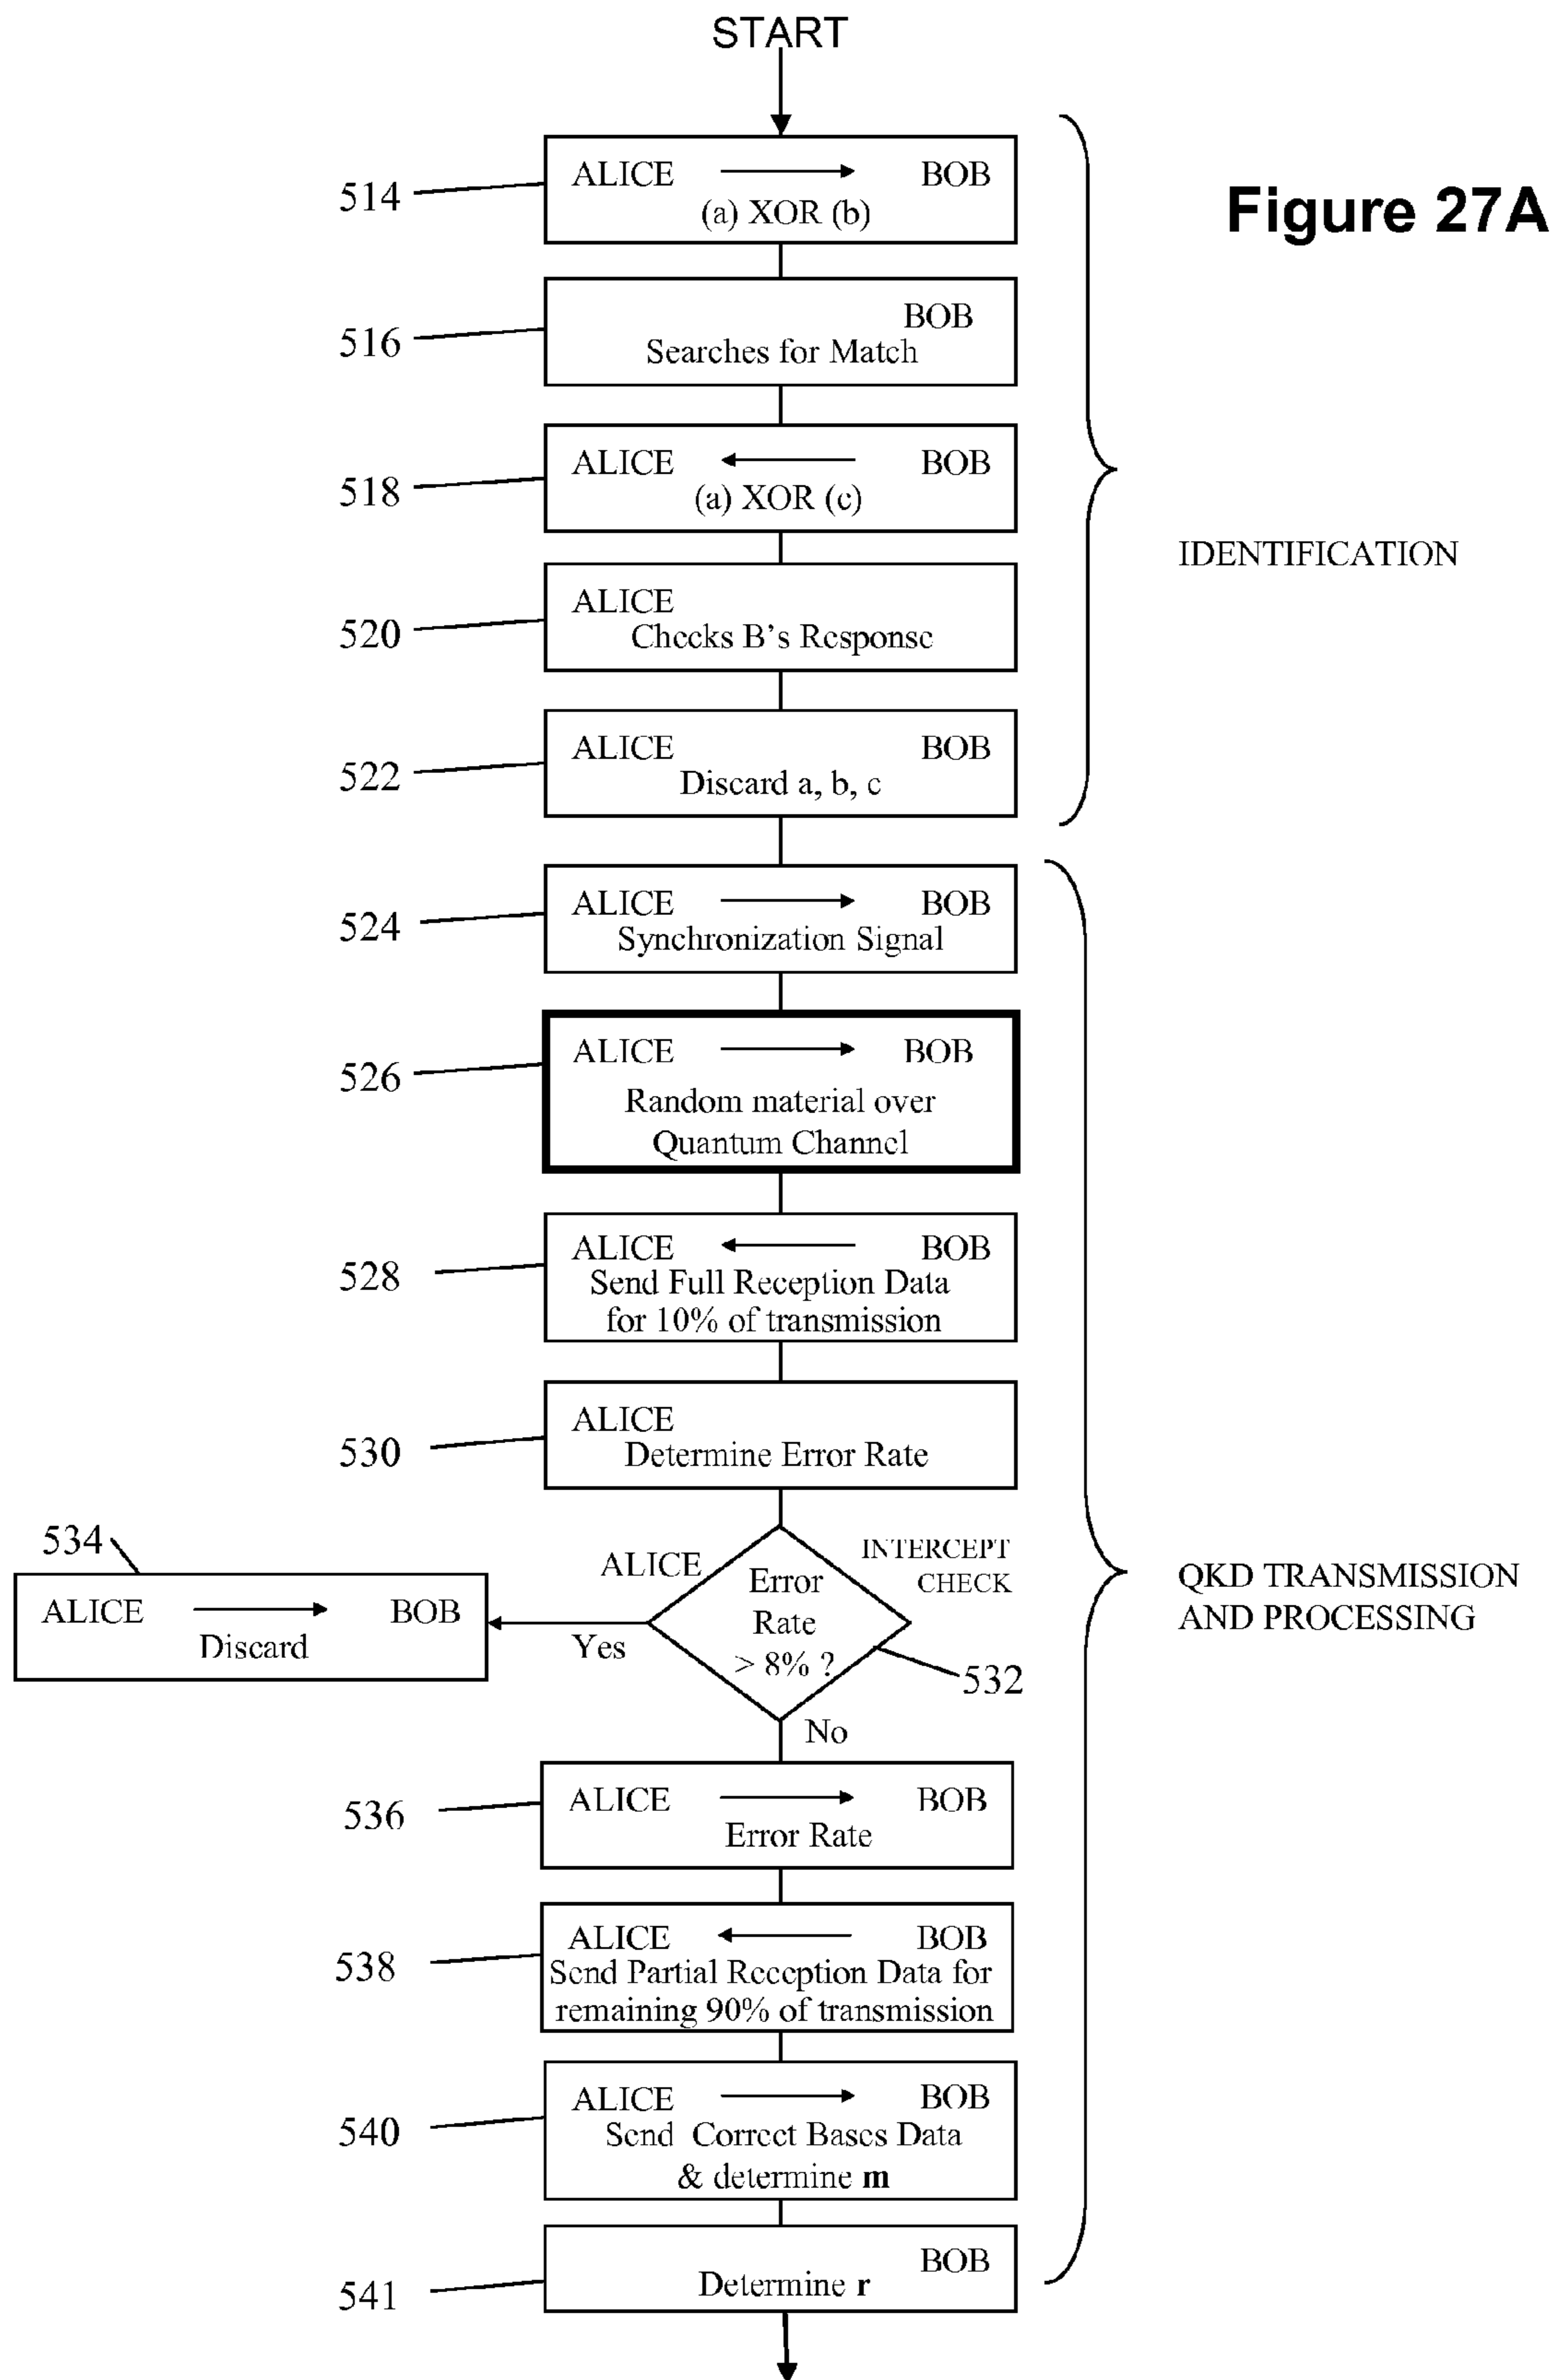 START
Figure 27A
514
ALICE BOB
(a) XOR (b)
516
BOB
Searches for Match
518
ALICE BOB
(a) XOR (c)
IDENTIFICATION
520
ALICE
Checks B's Response
522
ALICE BOB
Discard a, b, c
524
ALICE BOB
Synchronization Signal
526
ALICE BOB
Random material over
Quantum Channel
528
ALICE BOB
Send Full Reception Data
for 10% of transmission
530
ALICE
Determine Error Rate
534
ALICE BOB
Discard
ALICE
INTERCEPT
CHECK
Error
Rate
> 8% ?
Yes
532
No
QKD TRANSMISSION
AND PROCESSING
536
ALICE BOB
Error Rate
538
ALICE BOB
Send Partial Reception Data for
remaining 90% of transmission
540
ALICE BOB
Send Correct Bases Data
& determine m
541
BOB
Determine r